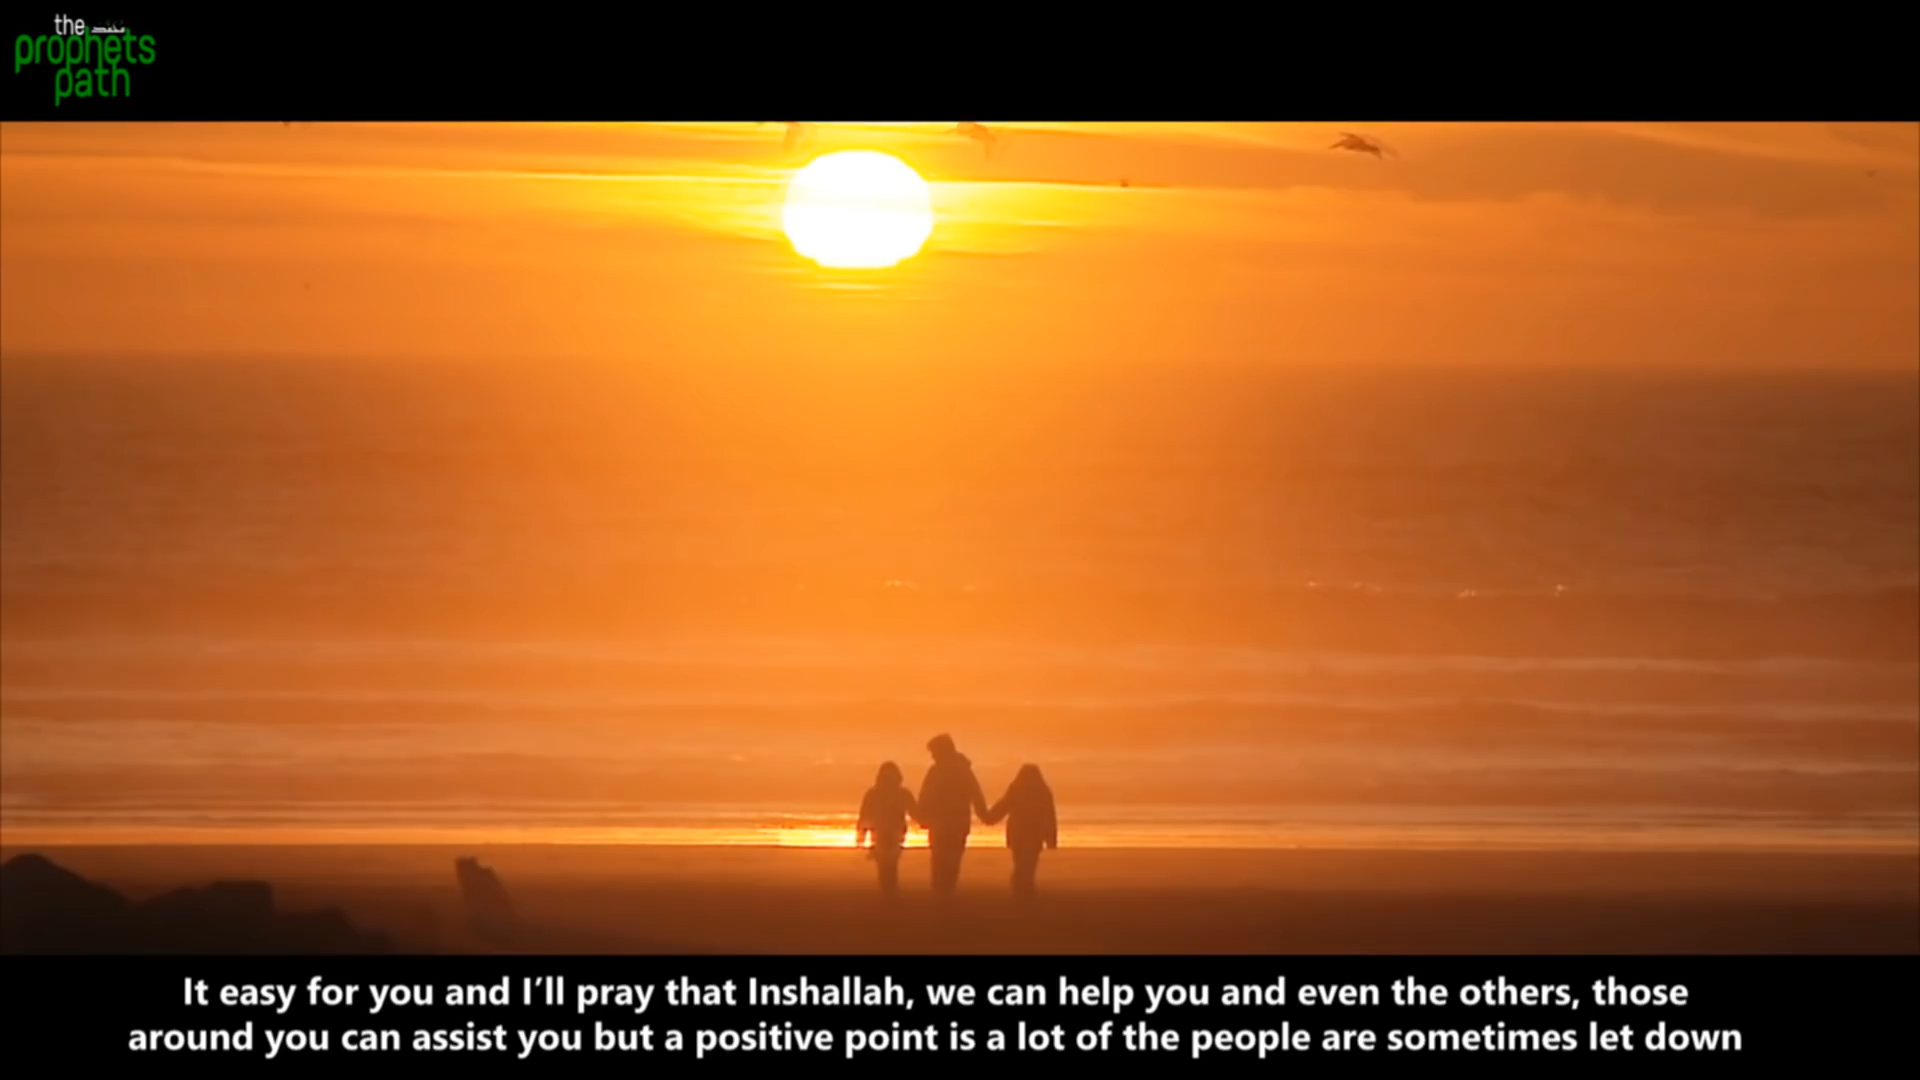 the محمد
prophets
path
It easy for you and I’ll pray that Inshallah, we can help you and even the others, those
around you can assist you but a positive point is a lot of the people are sometimes let down